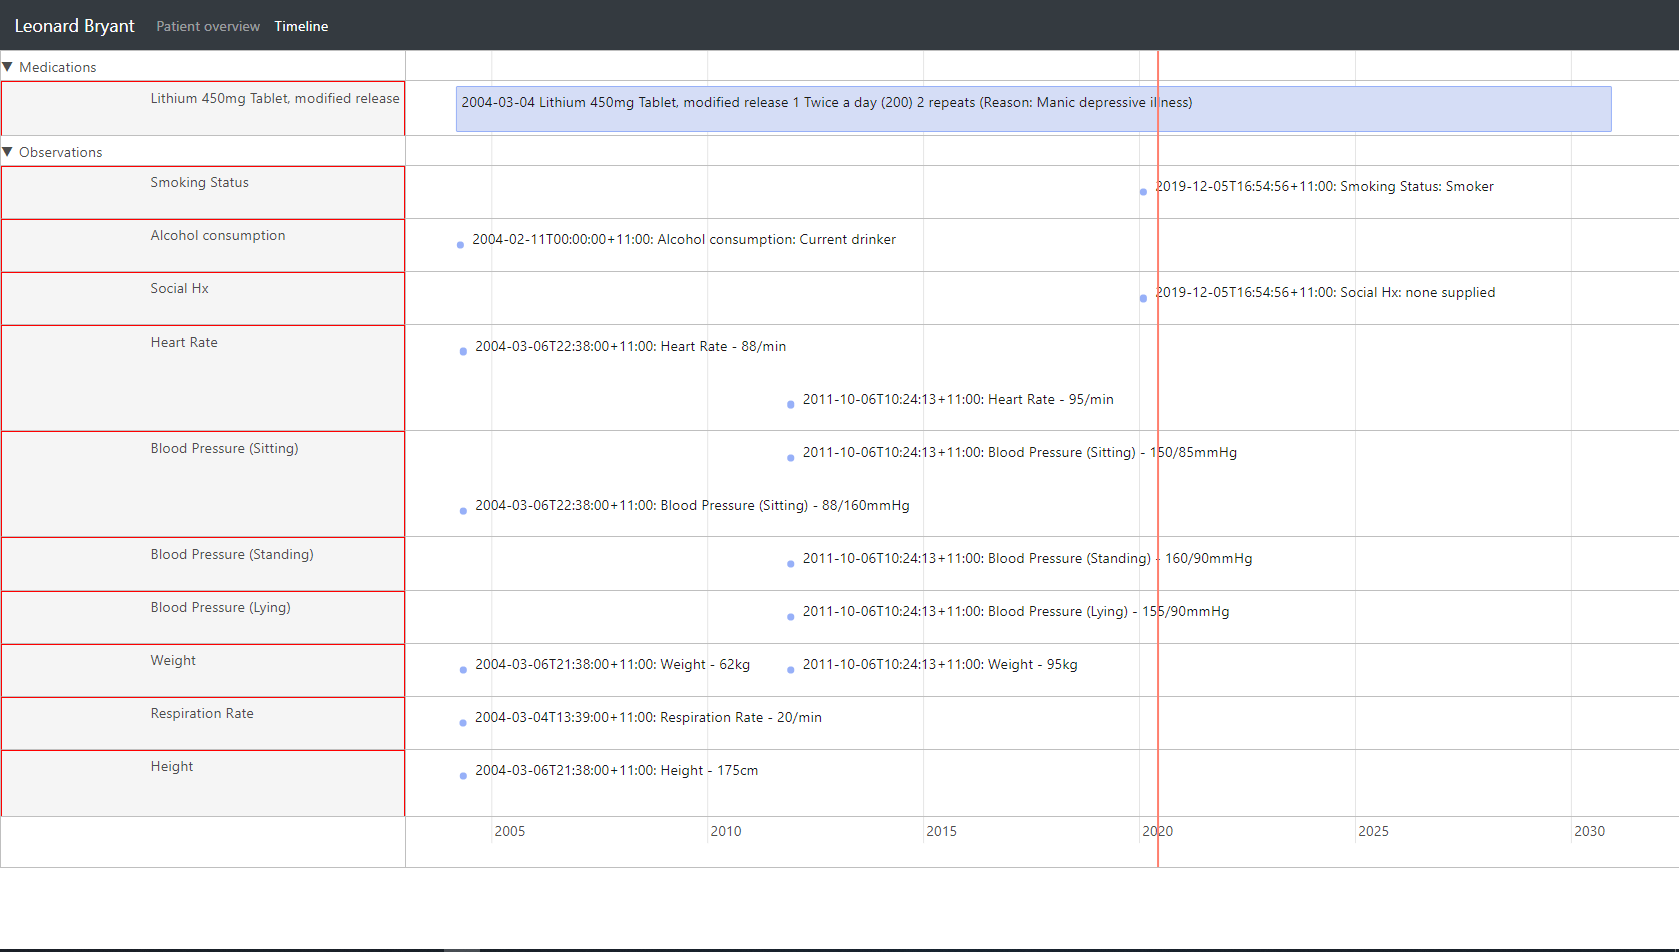 Leonard Bryant Patient overview Timeline
▼ Medications
Lithium 450mg Tablet, modified release
2004-03-04 Lithium 450mg Tablet, modified release 1 Twice a day (200) 2 repeats (Reason: Manic depressive illness)
▼ Observations
Smoking Status
2019-12-05T16:54:56+11:00: Smoking Status: Smoker
Alcohol consumption
2004-02-11T00:00:00+11:00: Alcohol consumption: Current drinker
Social Hx
2019-12-05T16:54:56+11:00: Social Hx: none supplied
Heart Rate
2004-03-06T22:38:00+11:00: Heart Rate - 88/min
2011-10-06T10:24:13+11:00: Heart Rate - 95/min
Blood Pressure (Sitting)
2011-10-06T10:24:13+11:00: Blood Pressure (Sitting) - 150/85mmHg
2004-03-06T22:38:00+11:00: Blood Pressure (Sitting) - 88/160mmHg
Blood Pressure (Standing)
2011-10-06T10:24:13+11:00: Blood Pressure (Standing) - 160/90mmHg
Blood Pressure (Lying)
2011-10-06T10:24:13+11:00: Blood Pressure (Lying) - 155/90mmHg
Weight
2004-03-06T21:38:00+11:00: Weight - 62kg
2011-10-06T10:24:13+11:00: Weight - 95kg
Respiration Rate
2004-03-04T13:39:00+11:00: Respiration Rate - 20/min
Height
2004-03-06T21:38:00+11:00: Height - 175cm
2005 2010 2015 2020 2025 2030